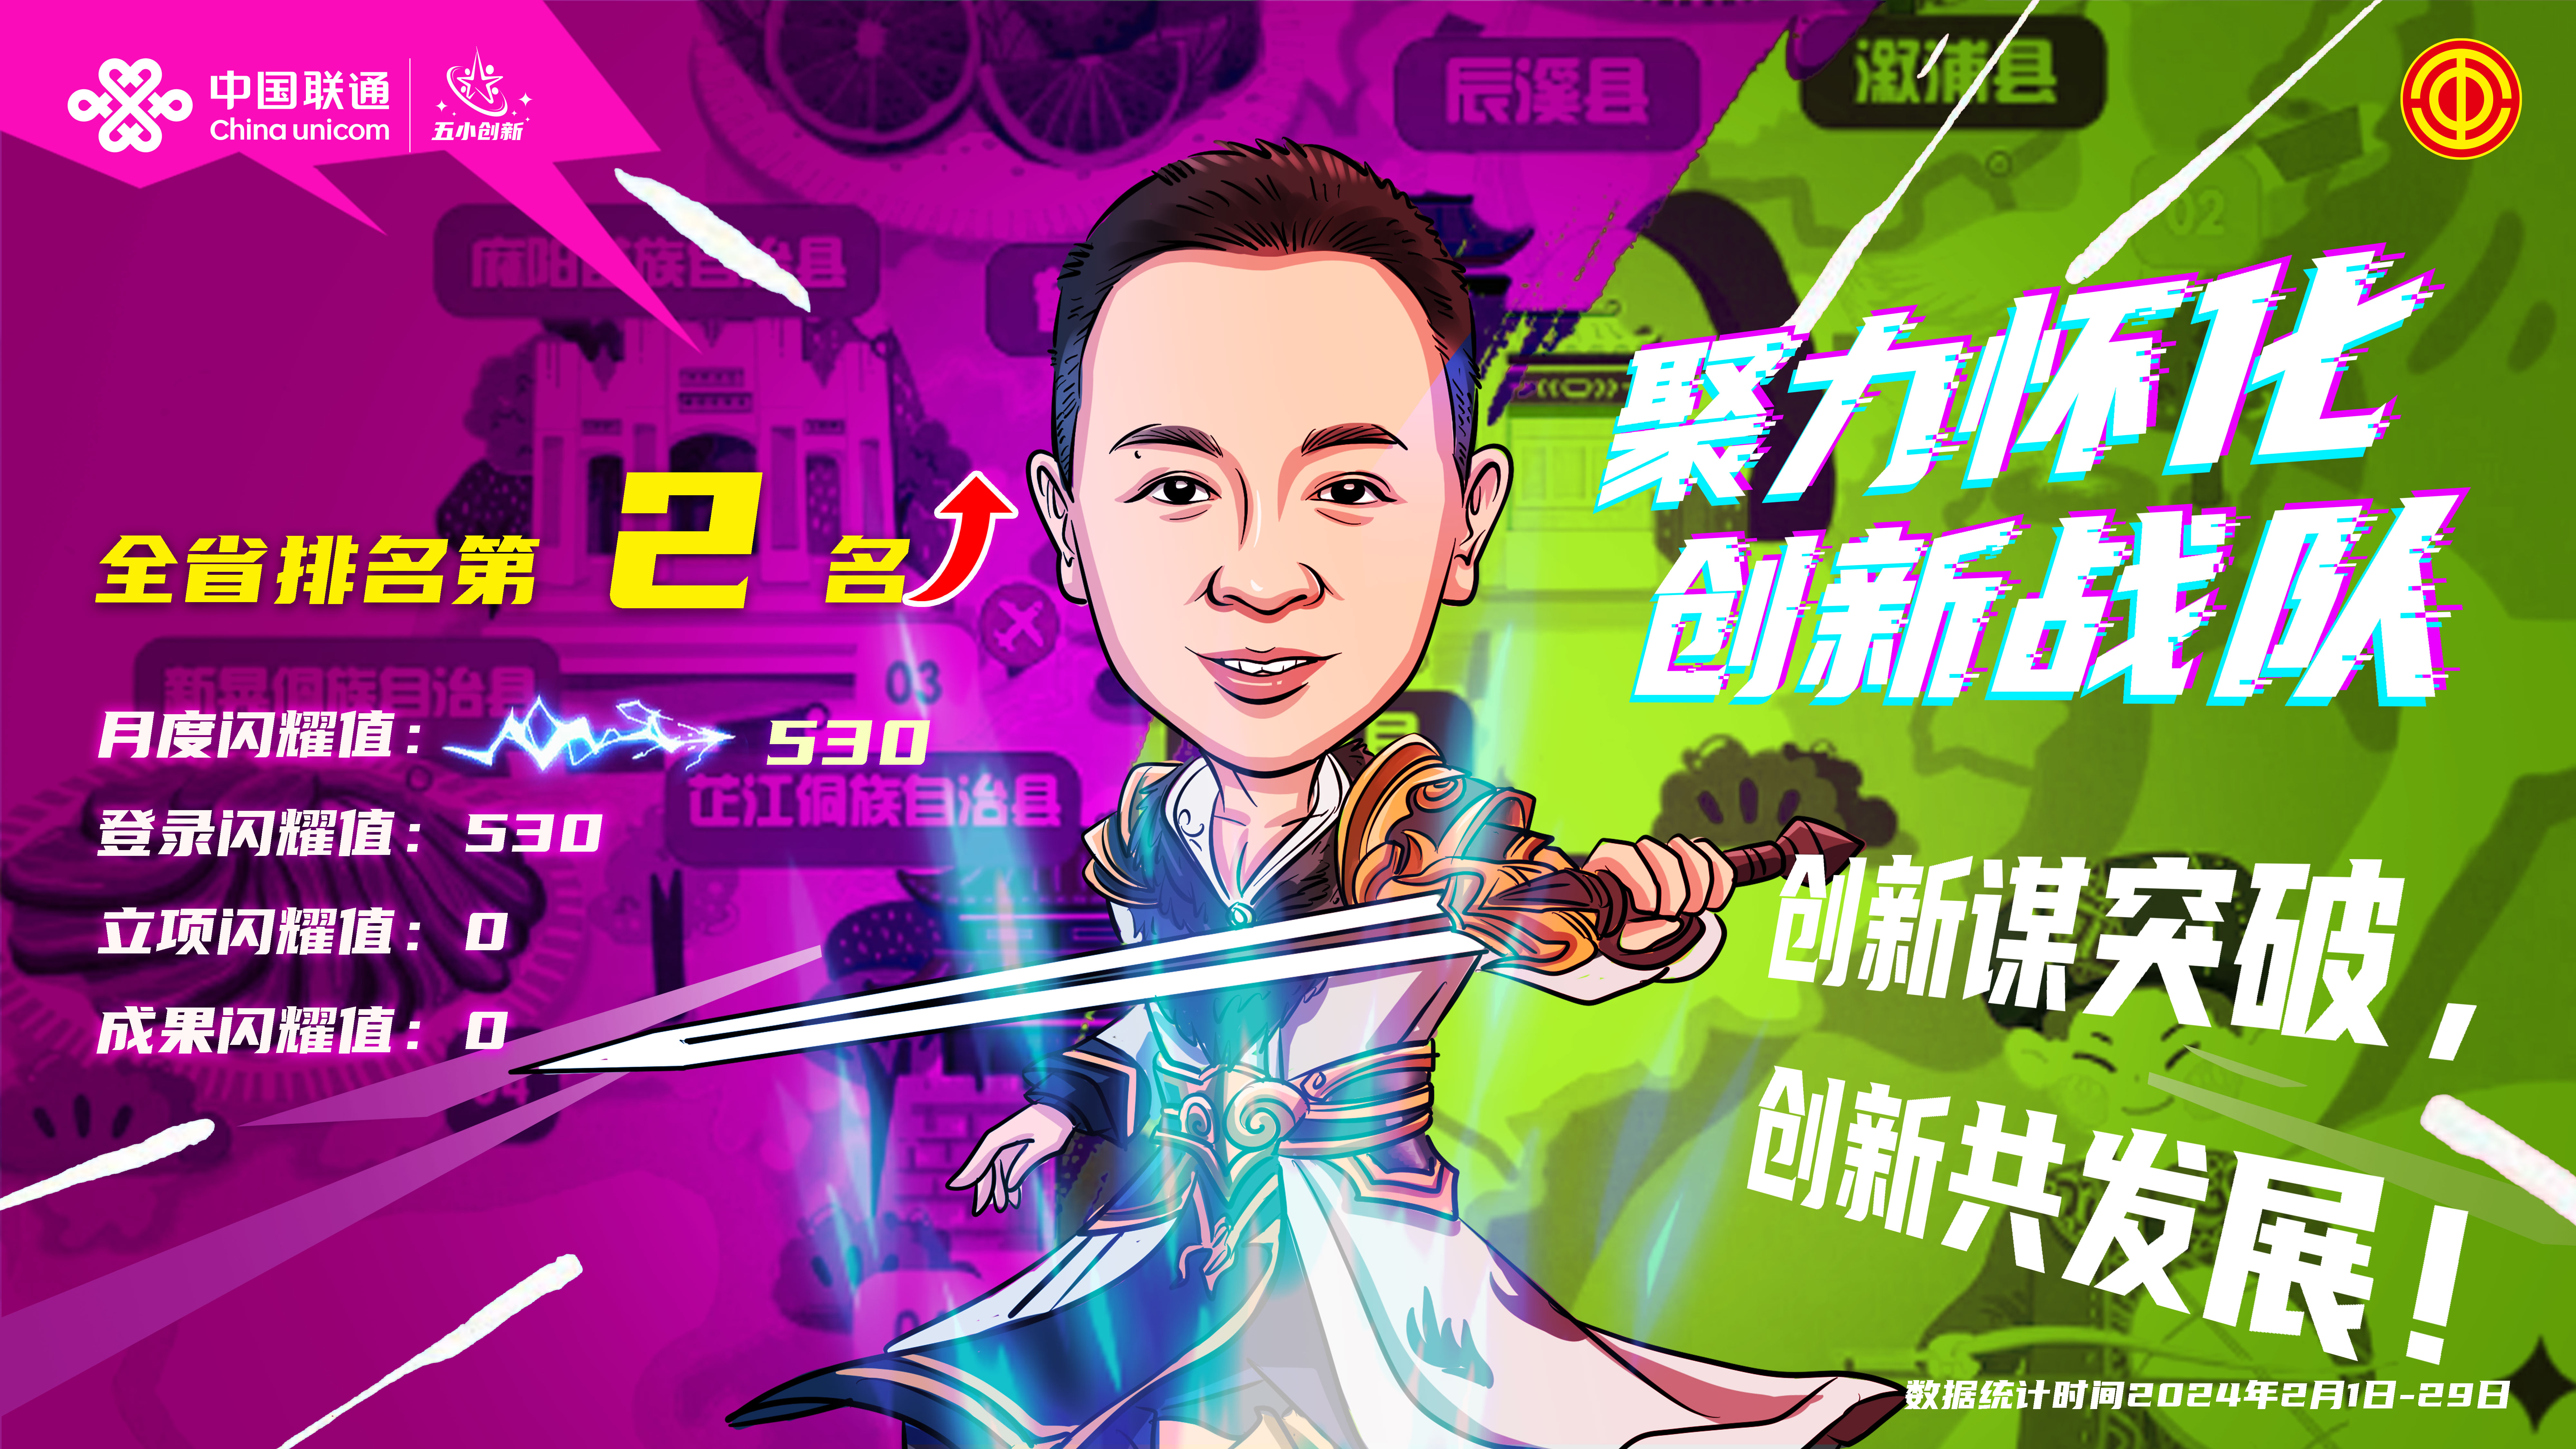 中国联通
China unicom
五小创新
辰溪县
溆浦县
02
麻阳苗族自治县
聚力怀化
创新战队
全省排名第 2 名
03
新晃侗族自治县
月度闪耀值： 530
芷江侗族自治县
登录闪耀值：530
立项闪耀值：0
成果闪耀值：0
04
创新谋突破，
创新共发展！
数据统计时间2024年2月1日-29日